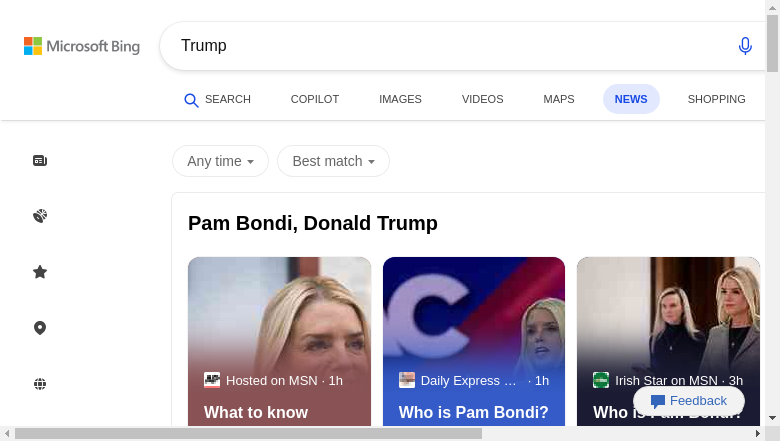 Microsoft Bing
Trump
SEARCH
COPILOT
IMAGES
VIDEOS
MAPS
NEWS
SHOPPING
Any time
Best match
Pam Bondi, Donald Trump
Hosted on MSN · 1h
What to know
Daily Express … · 1h
Who is Pam Bondi?
Irish Star on MSN · 3h
Who is Pam Bondi?
Feedback